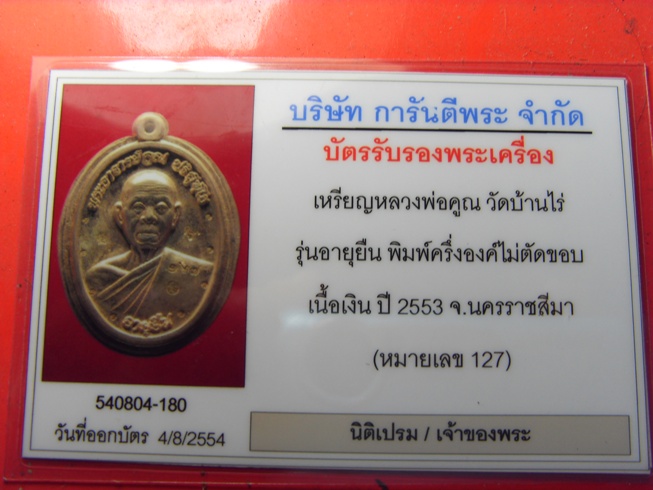 บริษัท การันตีพระ จำกัด
บัตรรับรองพระเครื่อง
เหรียญหลวงพ่อคูณ วัดบ้านไร่
รุ่นอายุยืน พิมพ์ครึ่งองค์ไม่ตัดขอบ
เนื้อเงิน ปี 2553 จ.นครราชสีมา
(หมายเลข 127)
นิติเปรม / เจ้าของพระ
540804-180
วันที่ออกบัตร 4/8/2554
อายุยืน